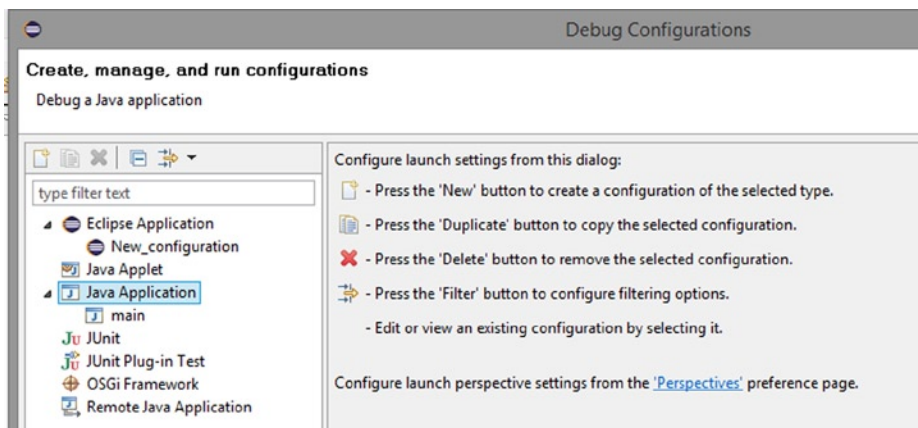 Debug Configurations
Create, manage, and run configurations
Debug a Java application
type filter text
Eclipse Application
New_configuration
Java Applet
Java Application
main
JUnit
JUnit Plug-in Test
OSGi Framework
Remote Java Application
Configure launch settings from this dialog:
- Press the 'New' button to create a configuration of the selected type.
- Press the 'Duplicate' button to copy the selected configuration.
- Press the 'Delete' button to remove the selected configuration.
- Press the 'Filter' button to configure filtering options.
- Edit or view an existing configuration by selecting it.
Configure launch perspective settings from the 'Perspectives' preference page.